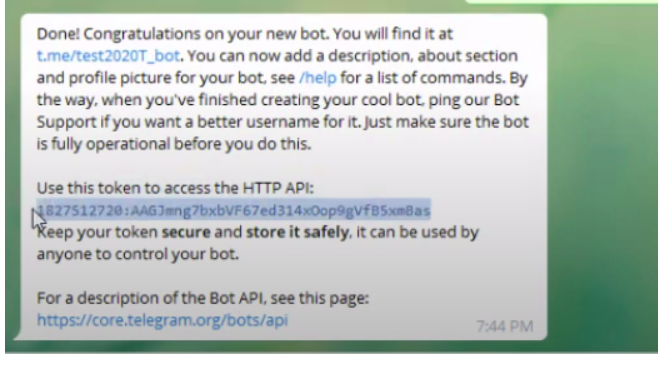 Done! Congratulations on your new bot. You will find it at
t.me/test2020T_bot. You can now add a description, about section
and profile picture for your bot, see /help for a list of commands. By
the way, when you've finished creating your cool bot, ping our Bot
Support if you want a better username for it. Just make sure the bot
is fully operational before you do this.
Use this token to access the HTTP API:
Keep your token secure and store it safely, it can be used by
anyone to control your bot.
For a description of the Bot API, see this page:
https://core.telegram.org/bots/api
7:44 PM